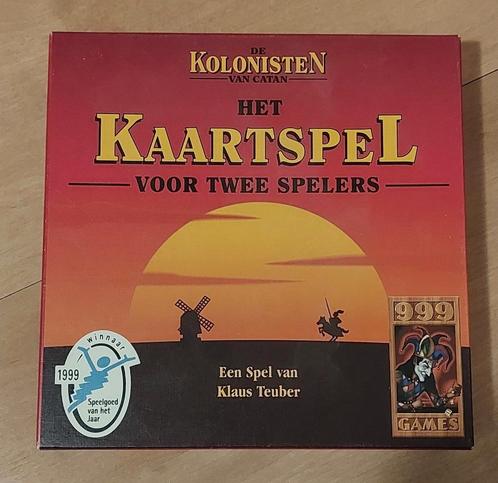 DE
KOLONISTEN
VAN CATAN
HET
KAARTSPEL
VOOR TWEE SPELERS
winnaar
1999
Speelgoed
van het
Jaar
Een Spel van
Klaus Teuber
999
GAMES